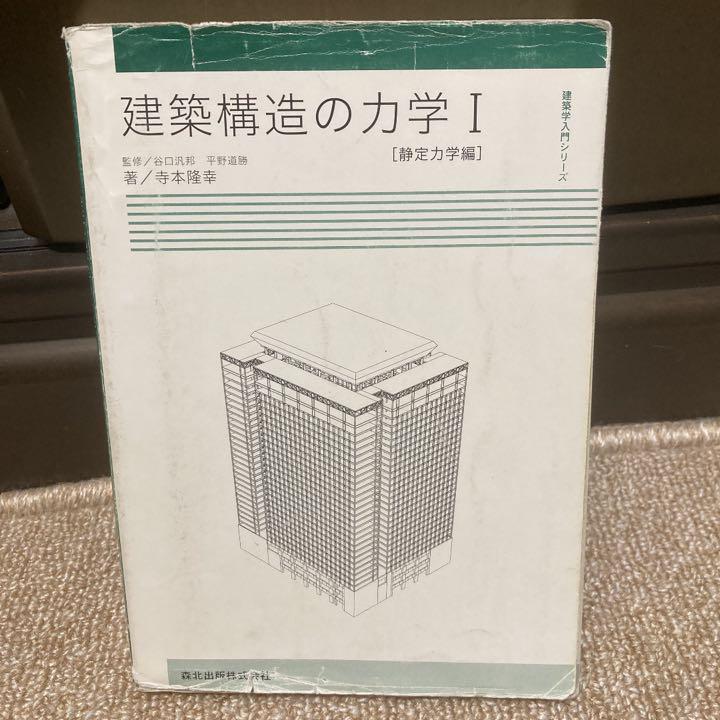 建築構造の力学 I
[静定力学編]
監修/谷口汎邦 平野道勝
著/寺本隆幸
建築学入門シリーズ
森北出版株式会社